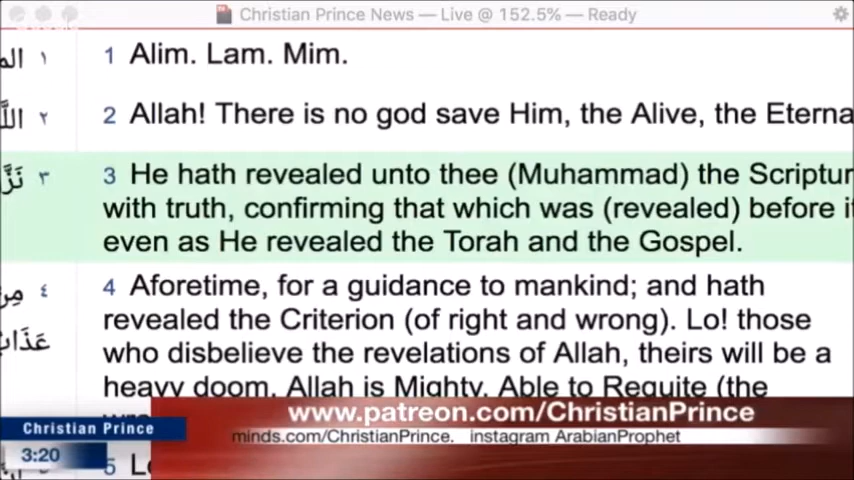 Christian Prince News — Live @ 152.5% — Ready
١ 1 Alim. Lam. Mim.
٢ 2 Allah! There is no god save Him, the Alive, the Eterna
نَزَّ ٣ 3 He hath revealed unto thee (Muhammad) the Scriptur
with truth, confirming that which was (revealed) before i
even as He revealed the Torah and the Gospel.
٤ 4 Aforetime, for a guidance to mankind; and hath
revealed the Criterion (of right and wrong). Lo! those
who disbelieve the revelations of Allah, theirs will be a
heavy doom. Allah is Mighty, Able to Requite (the
5 L
www.patreon.com/ChristianPrince
Christian Prince
minds.com/ChristianPrince. instagram ArabianProphet
3:20